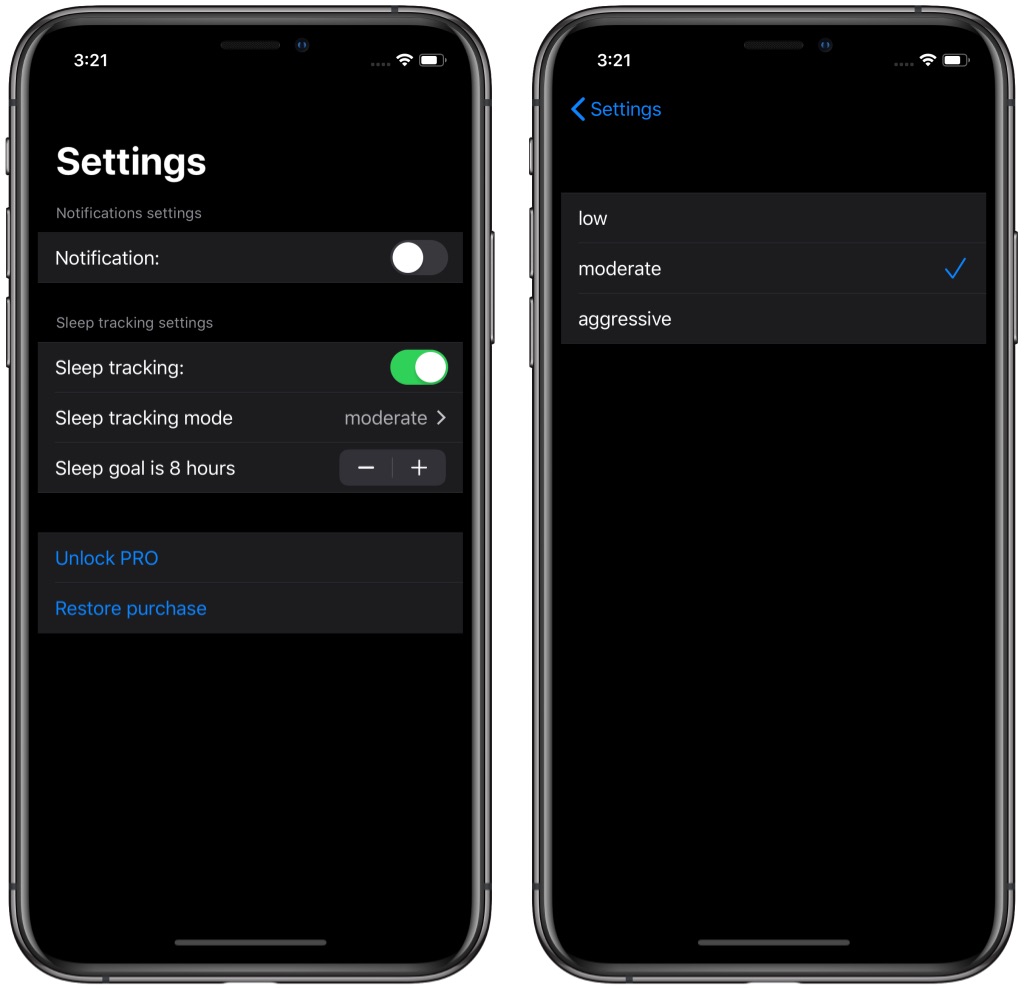 3:21
Settings
Notifications settings
Notification:
Sleep tracking settings
Sleep tracking:
Sleep tracking mode moderate
Sleep goal is 8 hours − +
Unlock PRO
Restore purchase
3:21
Settings
low
moderate
aggressive